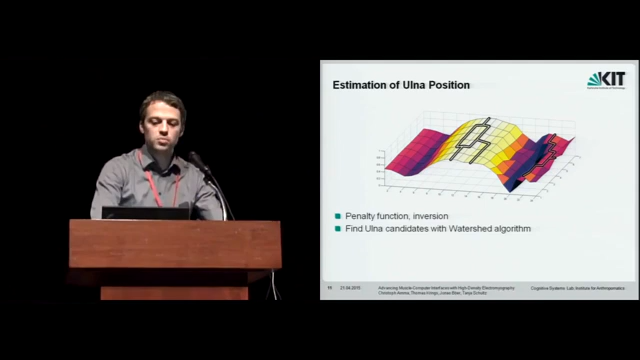 KIT
Estimation of Ulna Position
Penalty function, inversion
Find Ulna candidates with Watershed algorithm
21.04.2015
Advancing Muscle-Computer Interfaces with High-Density Electromyography
Cognitive Systems Lab, Institute for Anthropomatics